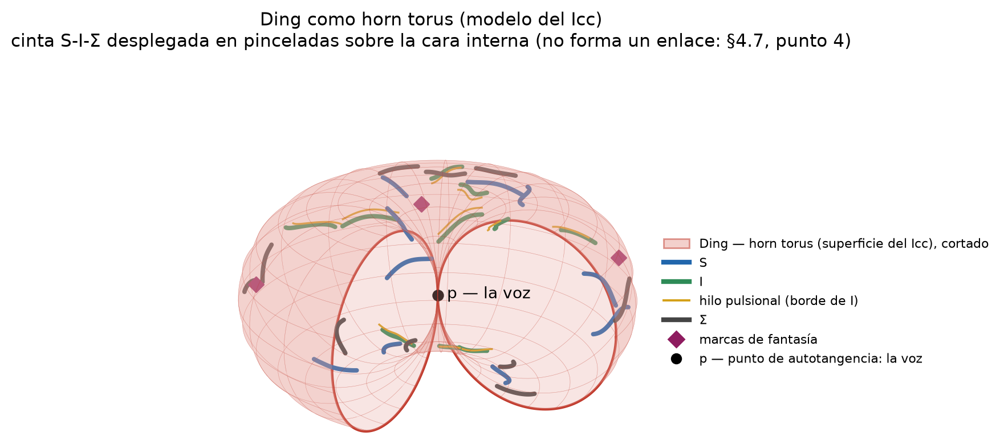 Ding como horn torus (modelo del Icc)
cinta S-I-Σ desplegada en pinceladas sobre la cara interna (no forma un enlace: §4.7, punto 4)
p — la voz
Ding — horn torus (superficie del Icc), cortado
S
I
hilo pulsional (borde de I)
Σ
marcas de fantasía
p — punto de autotangencia: la voz